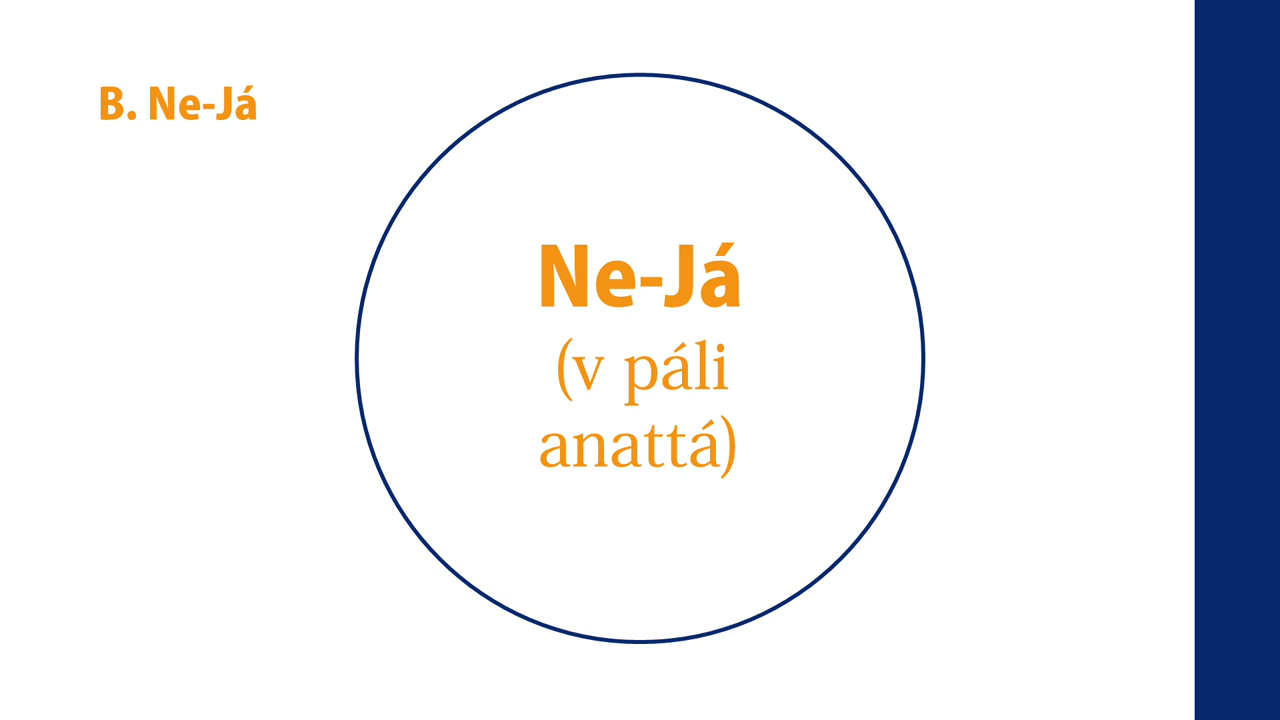 B. Ne-Já
Ne-Já
(v páli
anattá)